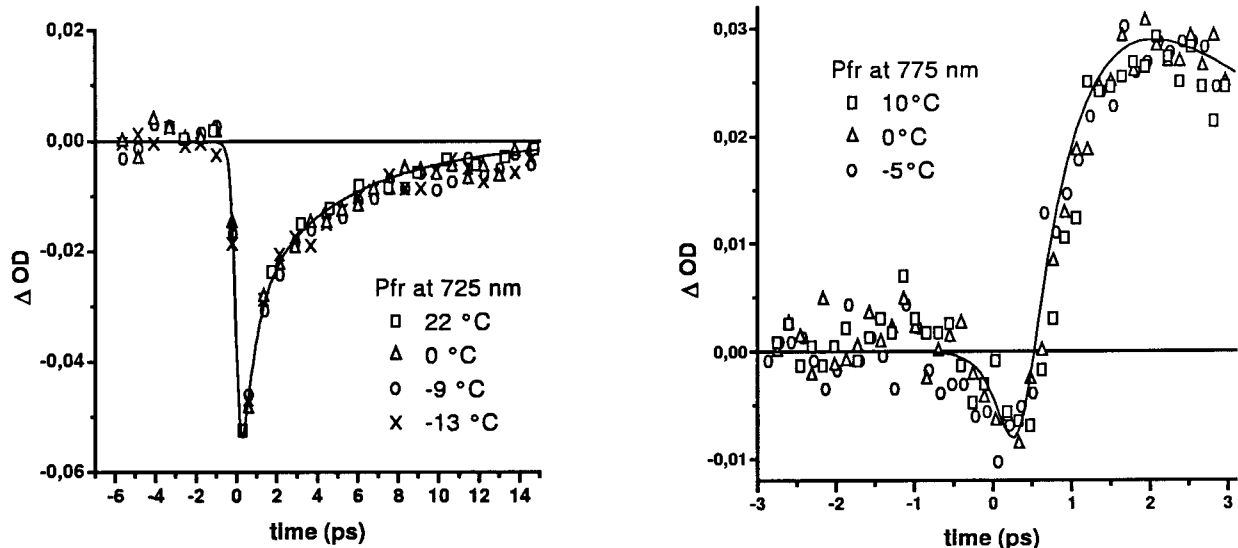 0,02
0,00
-0,02
-0,04
-0,06
Δ OD
Pfr at 725 nm
22 °C
0 °C
-9 °C
-13 °C
-6 -4 -2 0 2 4 6 8 10 12 14
time (ps)
0,03
0,02
0,01
0,00
-0,01
Δ OD
Pfr at 775 nm
10°C
0°C
-5°C
-3 -2 -1 0 1 2 3
time (ps)